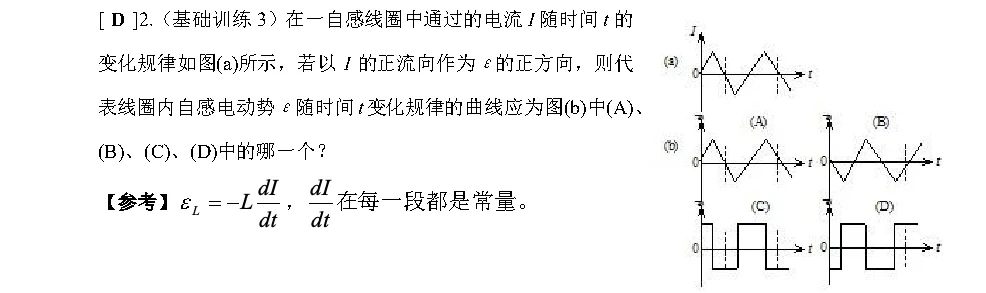 [ D ]2.（基础训练 3）在一自感线圈中通过的电流 I 随时间 t 的
变化规律如图(a)所示，若以 I 的正流向作为 ε 的正方向，则代
表线圈内自感电动势 ε 随时间 t 变化规律的曲线应为图(b)中(A)、
(B)、(C)、(D)中的哪一个？
【参考】ε_L = −L dI/dt ， dI/dt 在每一段都是常量。
I
(a)
0
t
(A)
(B)
(b)
0
t
0
t
(C)
(D)
0
t
0
t